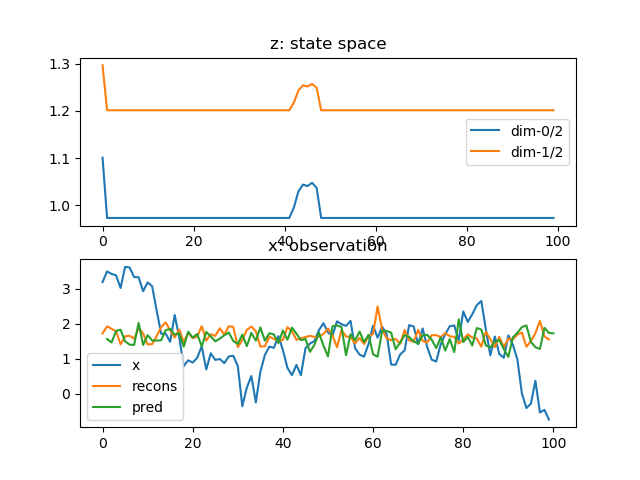 z: state space
1.3
1.2
1.1
1.0
dim-0/2
dim-1/2
0 20 40 60 80 100
x: observation
3
2
1
0
x
recons
pred
0 20 40 60 80 100